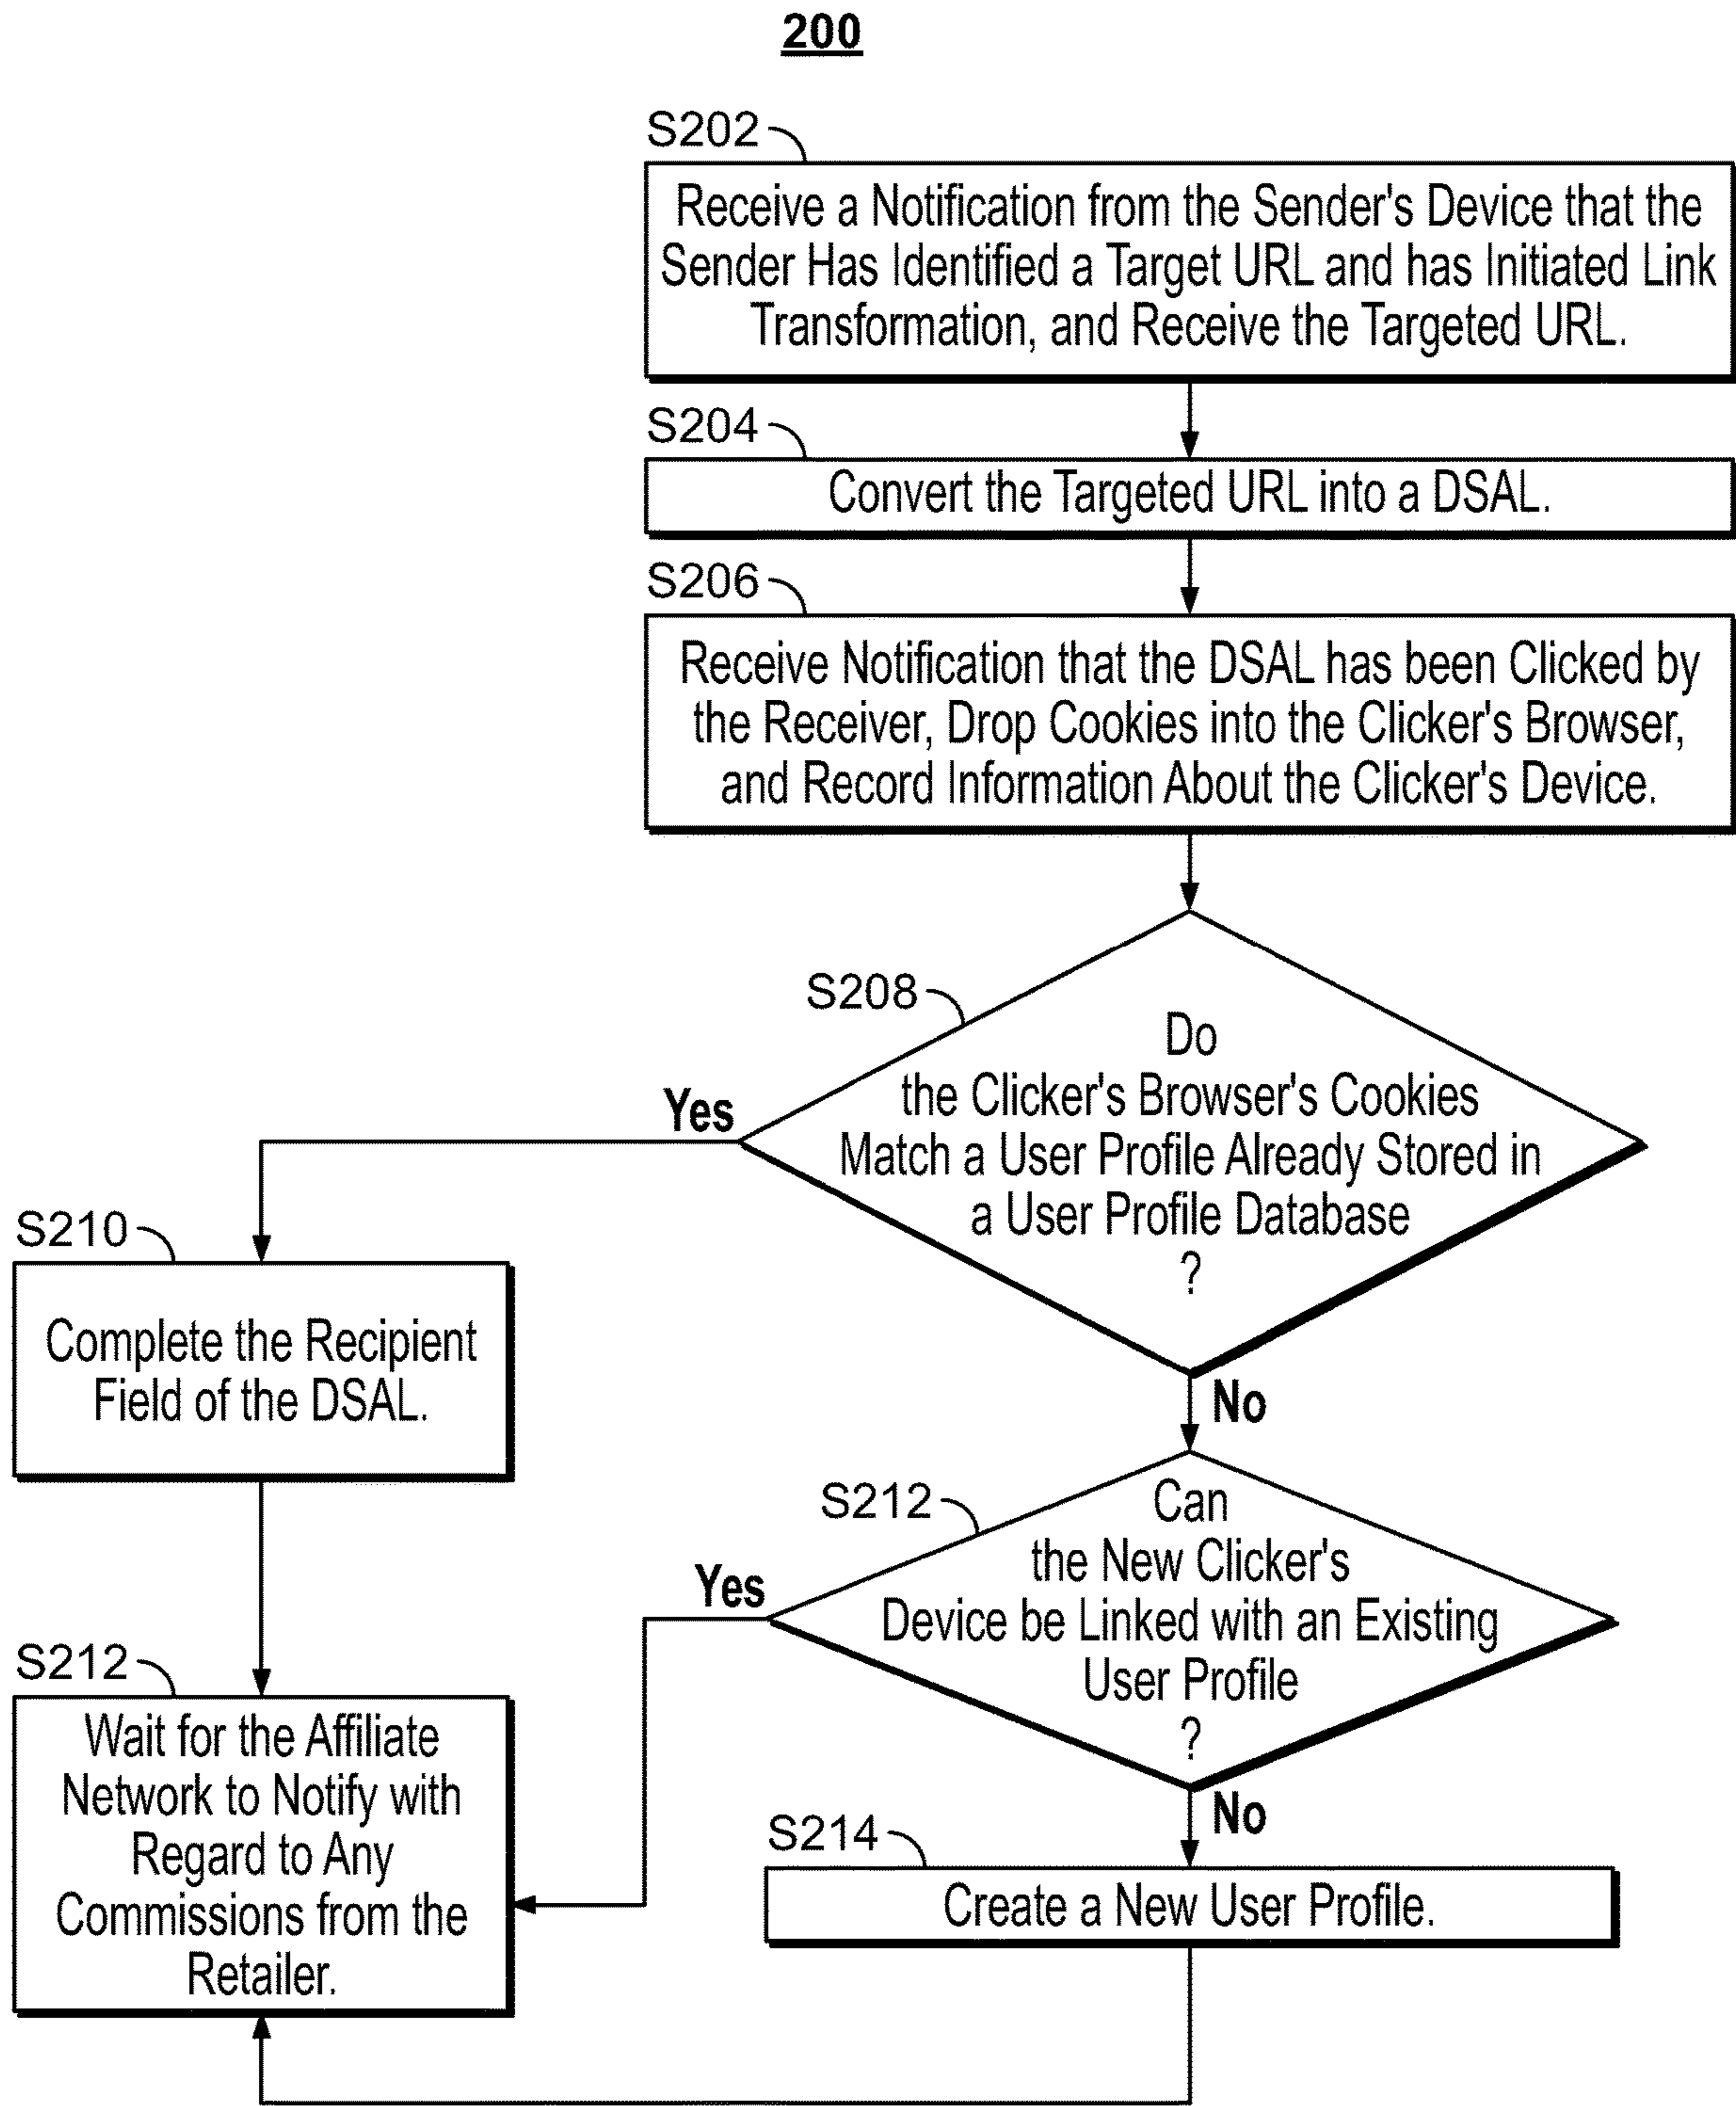 200
S202
Receive a Notification from the Sender's Device that the
Sender Has Identified a Target URL and has Initiated Link
Transformation, and Receive the Targeted URL.
S204
Convert the Targeted URL into a DSAL.
S206
Receive Notification that the DSAL has been Clicked by
the Receiver, Drop Cookies into the Clicker's Browser,
and Record Information About the Clicker's Device.
S208
Do
the Clicker's Browser's Cookies
Match a User Profile Already Stored in
a User Profile Database
?
Yes
No
S210
Complete the Recipient
Field of the DSAL.
S212
Can
the New Clicker's
Device be Linked with an Existing
User Profile
?
Yes
No
S212
Wait for the Affiliate
Network to Notify with
Regard to Any
Commissions from the
Retailer.
S214
Create a New User Profile.